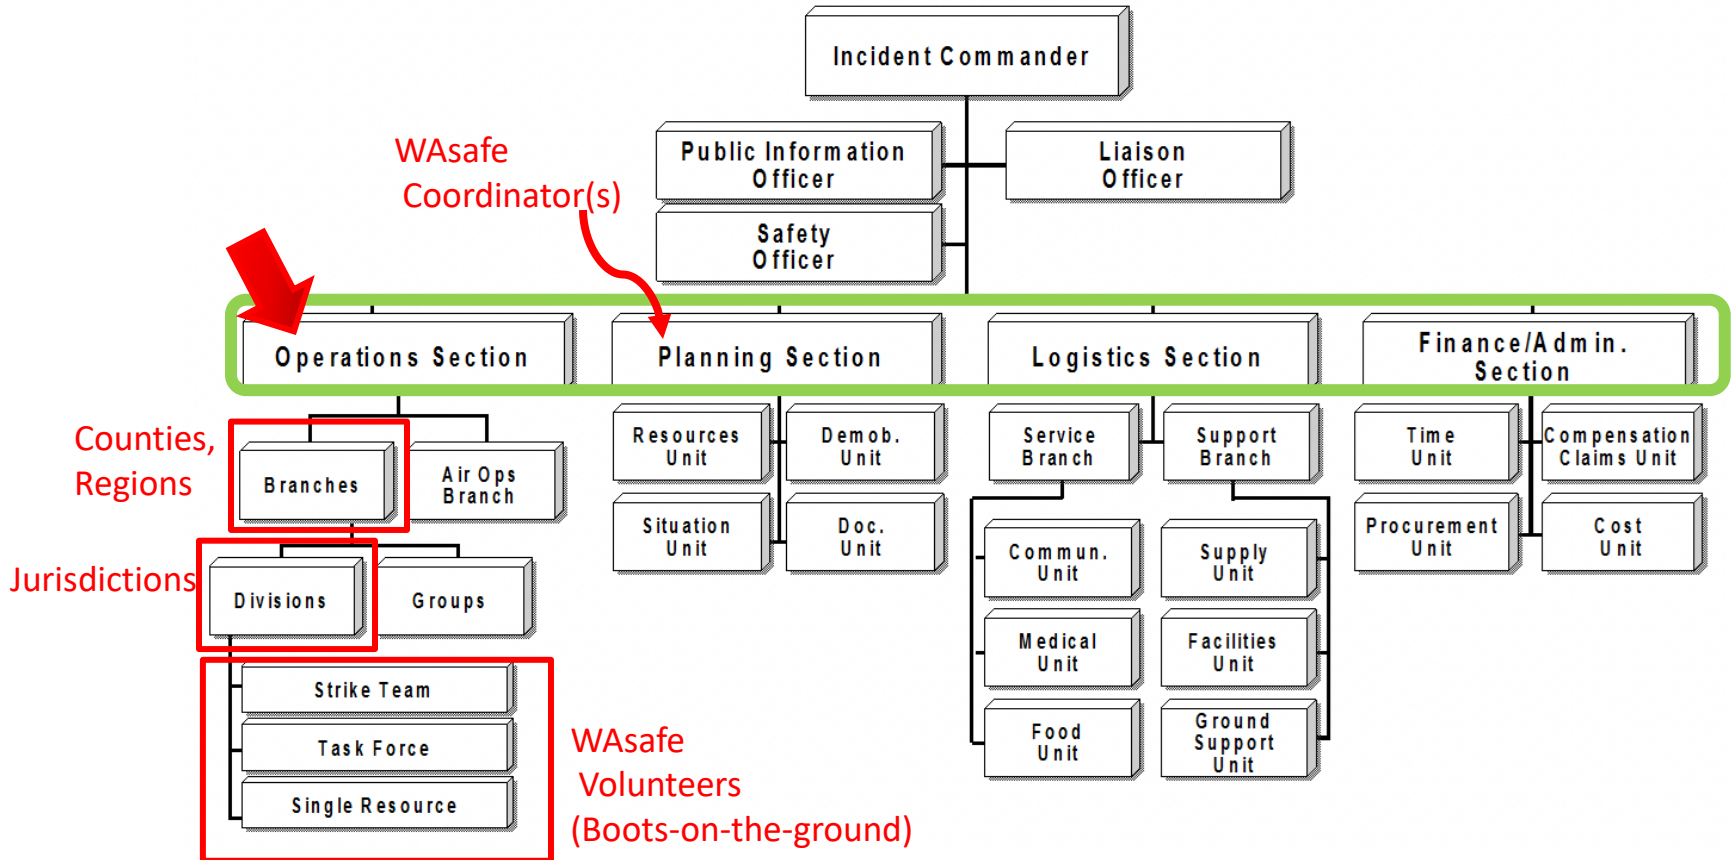 Incident Commander
WAsafe
Coordinator(s)
Public Information
Officer
Liaison
Officer
Safety
Officer
Operations Section
Planning Section
Logistics Section
Finance/Admin.
Section
Counties,
Regions
Branches
Air Ops
Branch
Resources
Unit
Demob.
Unit
Service
Branch
Support
Branch
Time
Unit
Compensation
Claims Unit
Situation
Unit
Doc.
Unit
Procurement
Unit
Cost
Unit
Jurisdictions
Divisions
Groups
Commun.
Unit
Supply
Unit
Medical
Unit
Facilities
Unit
Strike Team
Task Force
Single Resource
Food
Unit
Ground
Support
Unit
WAsafe
Volunteers
(Boots-on-the-ground)